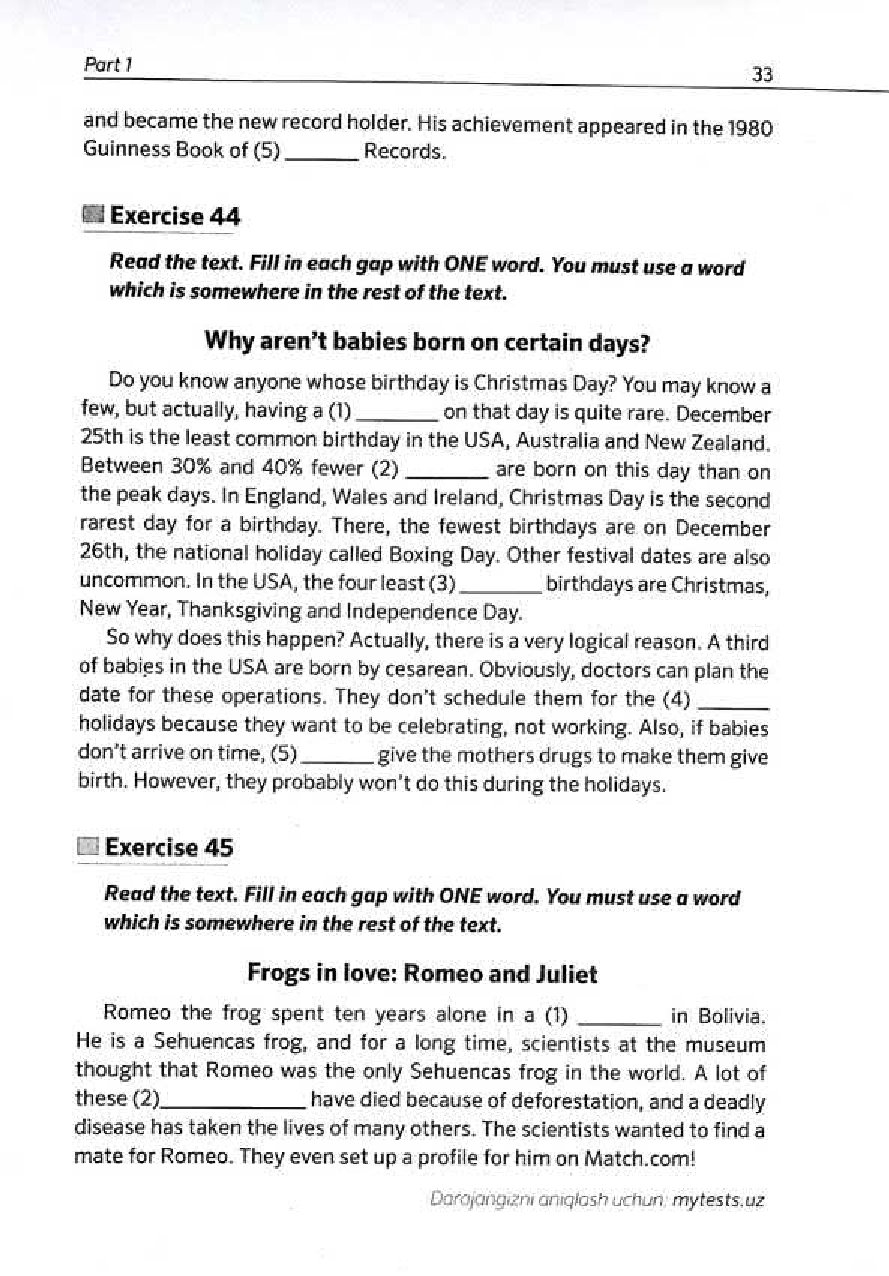 Part 1
33
and became the new record holder. His achievement appeared in the 1980
Guinness Book of (5) _______ Records.
Exercise 44
Read the text. Fill in each gap with ONE word. You must use a word
which is somewhere in the rest of the text.
Why aren't babies born on certain days?
Do you know anyone whose birthday is Christmas Day? You may know a
few, but actually, having a (1) ________ on that day is quite rare. December
25th is the least common birthday in the USA, Australia and New Zealand.
Between 30% and 40% fewer (2) ________ are born on this day than on
the peak days. In England, Wales and Ireland, Christmas Day is the second
rarest day for a birthday. There, the fewest birthdays are on December
26th, the national holiday called Boxing Day. Other festival dates are also
uncommon. In the USA, the four least (3) ________ birthdays are Christmas,
New Year, Thanksgiving and Independence Day.
So why does this happen? Actually, there is a very logical reason. A third
of babies in the USA are born by cesarean. Obviously, doctors can plan the
date for these operations. They don't schedule them for the (4) _______
holidays because they want to be celebrating, not working. Also, if babies
don't arrive on time, (5) _______ give the mothers drugs to make them give
birth. However, they probably won't do this during the holidays.
Exercise 45
Read the text. Fill in each gap with ONE word. You must use a word
which is somewhere in the rest of the text.
Frogs in love: Romeo and Juliet
Romeo the frog spent ten years alone in a (1) ________ in Bolivia.
He is a Sehuencas frog, and for a long time, scientists at the museum
thought that Romeo was the only Sehuencas frog in the world. A lot of
these (2)______________ have died because of deforestation, and a deadly
disease has taken the lives of many others. The scientists wanted to find a
mate for Romeo. They even set up a profile for him on Match.com!
Darajangizni aniqlash uchun: mytests.uz